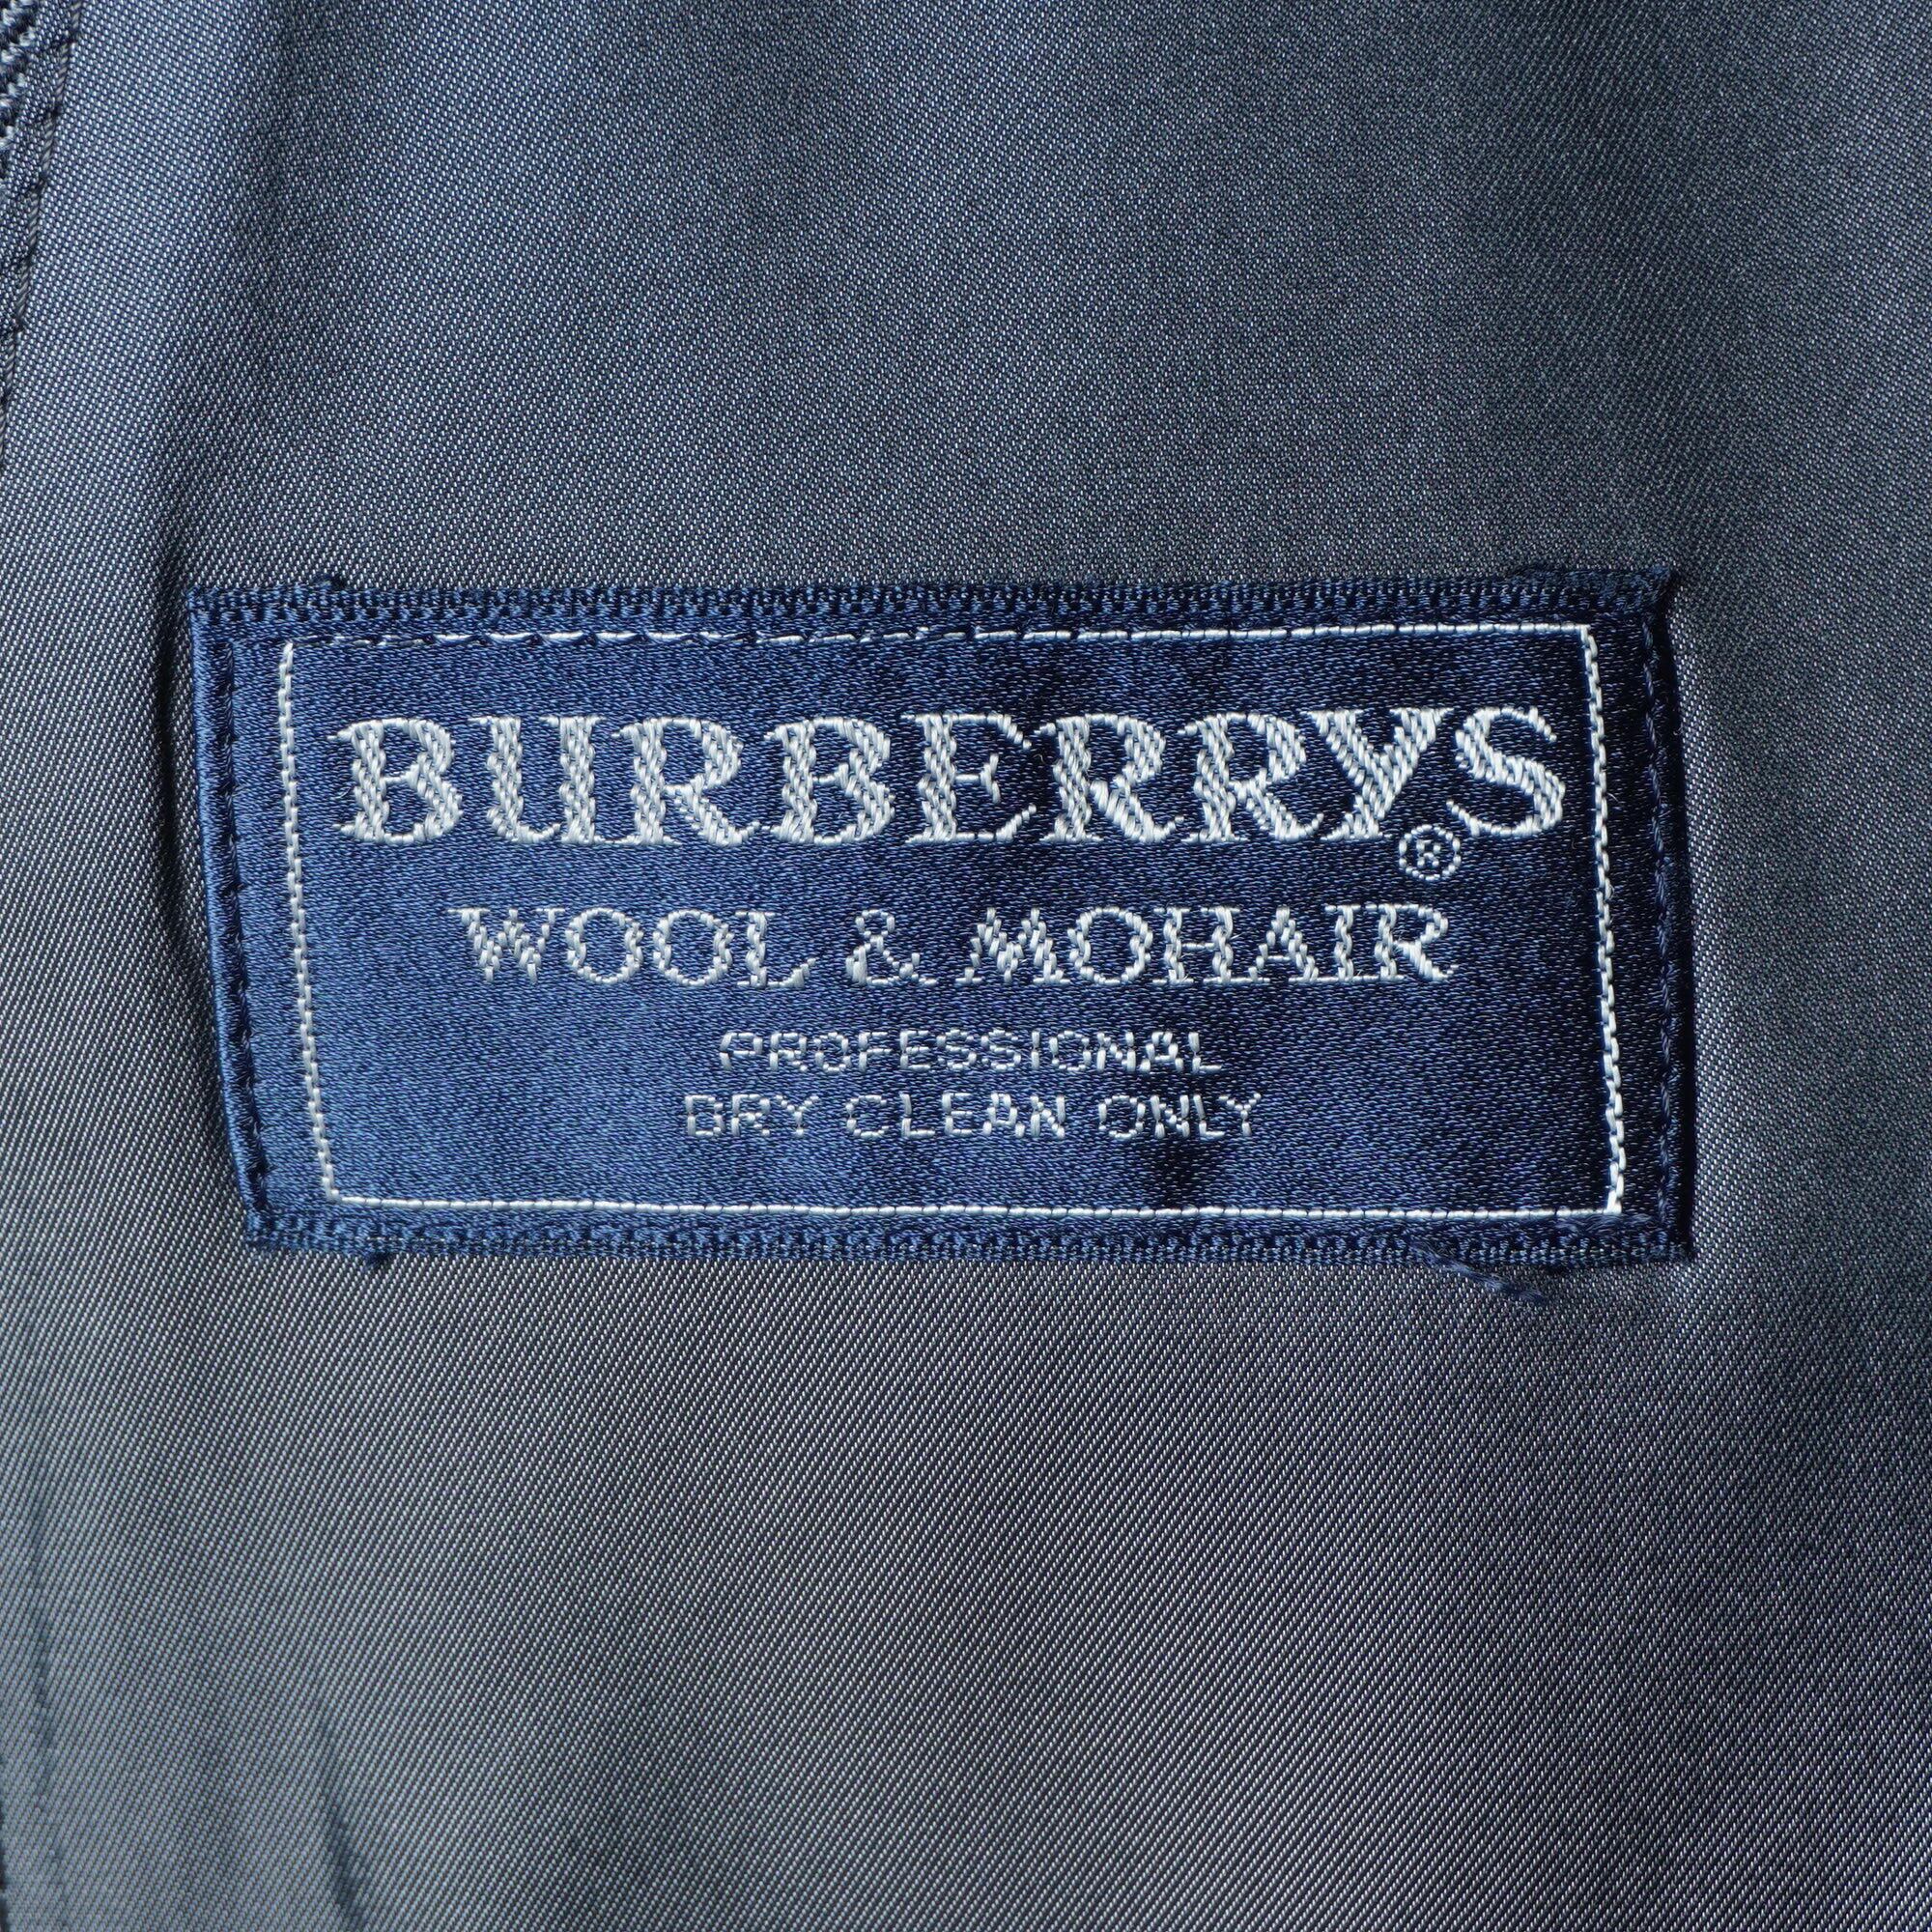 BURBERRYS®
WOOL & MOHAIR
PROFESSIONAL
DRY CLEAN ONLY